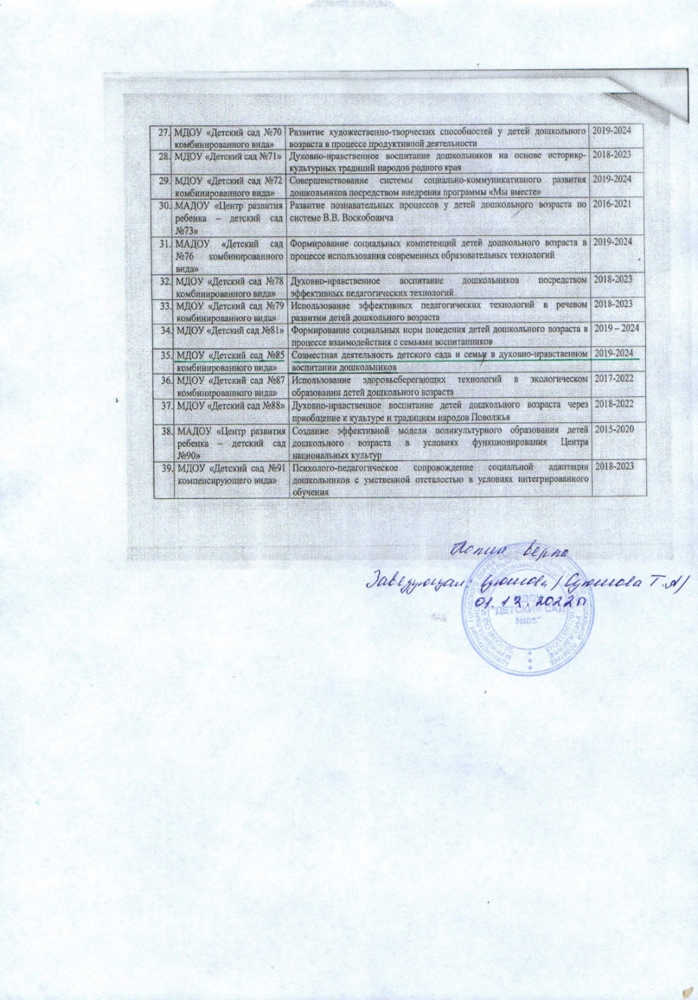 27. МДОУ «Детский сад №70 Развитие художественно-творческих способностей у детей дошкольного 2019-2024
комбинированного вида» возраста в процессе продуктивной деятельности
28. МДОУ «Детский сад №71» Духовно-нравственное воспитание дошкольников на основе историко- 2018-2023
культурных традиций народов родного края
29. МДОУ «Детский сад №72 Совершенствование системы социально-коммуникативного развития 2019-2024
комбинированного вида» дошкольников посредством внедрения программы «Мы вместе»
30. МАДОУ «Центр развития Развитие познавательных процессов у детей дошкольного возраста по 2016-2021
ребенка – детский сад системе В.В. Воскобовича
№73»
31. МАДОУ «Детский сад Формирование социальных компетенций детей дошкольного возраста в 2019-2024
№76 комбинированного процессе использования современных образовательных технологий
вида»
32. МДОУ «Детский сад №78 Духовно-нравственное воспитание дошкольников посредством 2018-2023
комбинированного вида» эффективных педагогических технологий
33. МДОУ «Детский сад №79 Использование эффективных педагогических технологий в речевом 2018-2023
комбинированного вида» развитии детей дошкольного возраста
34. МДОУ «Детский сад №81» Формирование социальных норм поведения детей дошкольного возраста в 2019 – 2024
процессе взаимодействия с семьями воспитанников
35. МДОУ «Детский сад №85 Совместная деятельность детского сада и семьи в духовно-нравственном 2019-2024
комбинированного вида» воспитании дошкольников
36. МДОУ «Детский сад №87 Использование здоровьсберегающих технологий в экологическом 2017-2022
комбинированного вида» образовании детей дошкольного возраста
37. МДОУ «Детский сад №88» Духовно-нравственное воспитание детей дошкольного возраста через 2018-2022
приобщение к культуре и традициям народов Поволжья
38. МАДОУ «Центр развития Создание эффективной модели поликультурного образования детей 2015-2020
ребенка – детский сад дошкольного возраста в условиях функционирования Центра
№90» национальных культур
39. МДОУ «Детский сад №91 Психолого-педагогическое сопровождение социальной адаптации 2018-2023
компенсирующего вида» дошкольников с умственной отсталостью в условиях интегрированного
обучения
Копия верна
Заведующая: /Сюмова Т.А/
01.12.2022г
"ДЕТСКИЙ САД
№85"